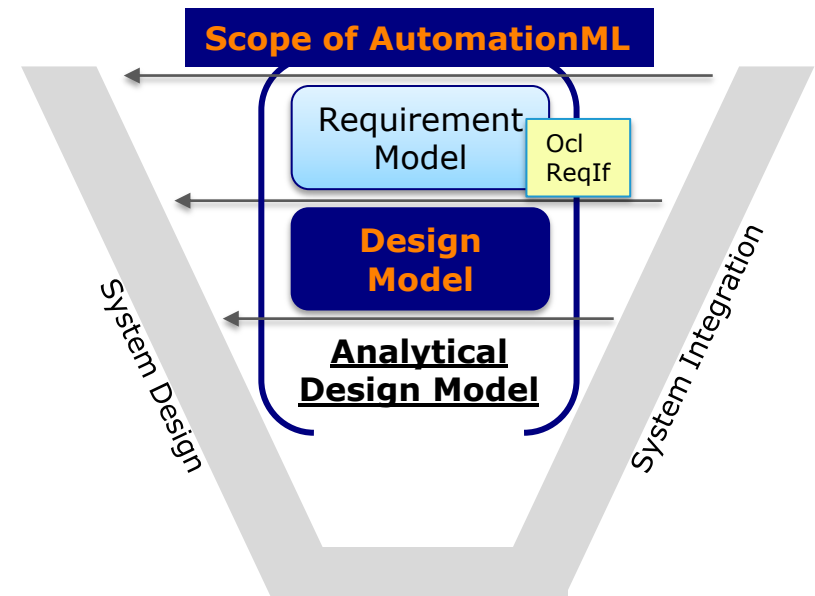 Scope of AutomationML
Requirement
Model
Ocl
ReqIf
Design
Model
Analytical
Design Model
System Design
System Integration